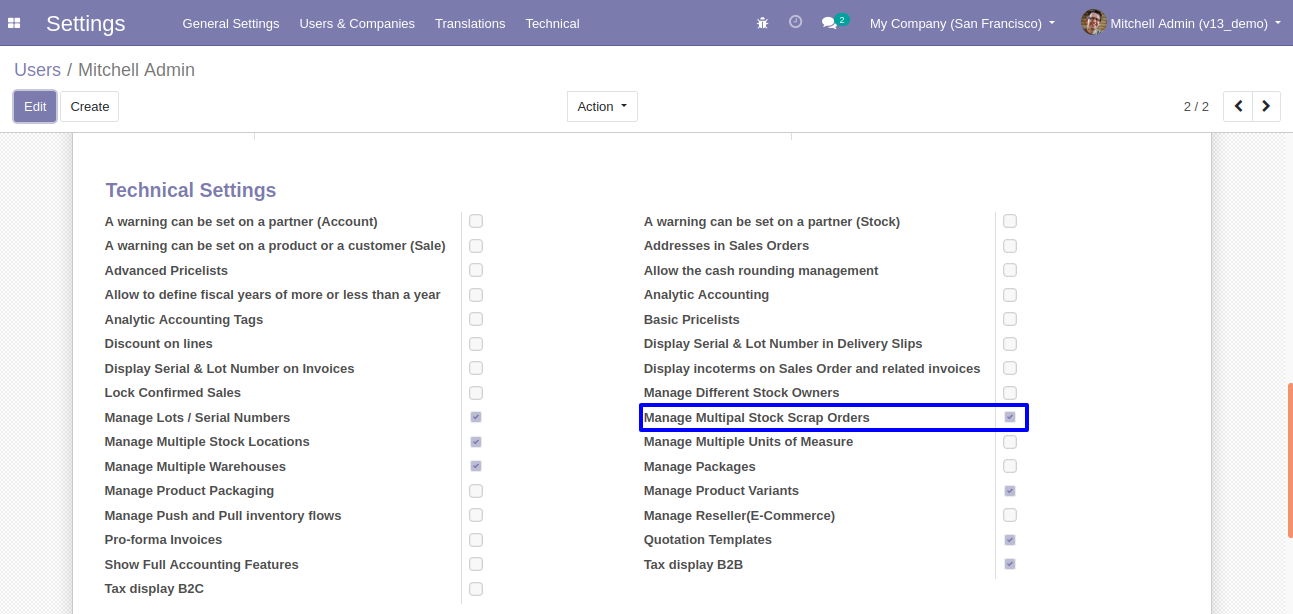 Settings General Settings Users & Companies Translations Technical 2 My Company (San Francisco) Mitchell Admin (v13_demo)
Users / Mitchell Admin
Edit Create Action 2 / 2
Technical Settings
A warning can be set on a partner (Account) A warning can be set on a partner (Stock)
A warning can be set on a product or a customer (Sale) Addresses in Sales Orders
Advanced Pricelists Allow the cash rounding management
Allow to define fiscal years of more or less than a year Analytic Accounting
Analytic Accounting Tags Basic Pricelists
Discount on lines Display Serial & Lot Number in Delivery Slips
Display Serial & Lot Number on Invoices Display incoterms on Sales Order and related invoices
Lock Confirmed Sales Manage Different Stock Owners
Manage Lots / Serial Numbers Manage Multipal Stock Scrap Orders
Manage Multiple Stock Locations Manage Multiple Units of Measure
Manage Multiple Warehouses Manage Packages
Manage Product Packaging Manage Product Variants
Manage Push and Pull inventory flows Manage Reseller(E-Commerce)
Pro-forma Invoices Quotation Templates
Show Full Accounting Features Tax display B2B
Tax display B2C